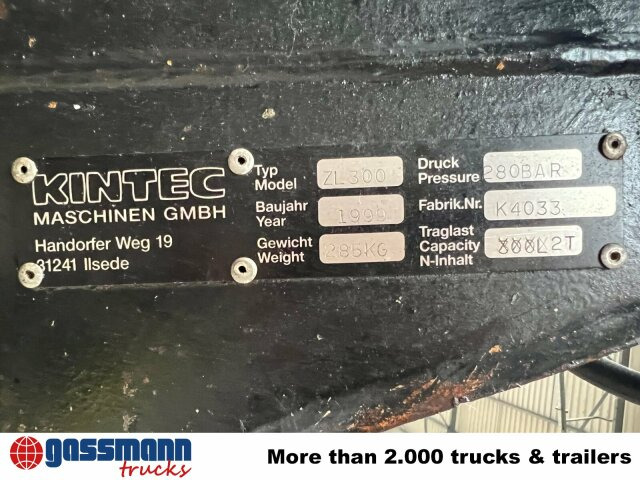 KINTEC
MASCHINEN GMBH
Handorfer Weg 19
31241 Ilsede
Typ
Model
ZL300
Baujahr
Year
1999
Gewicht
Weight
285KG
Druck
Pressure
280BAR
Fabrik.Nr.
K4033
Traglast
Capacity
N-Inhalt
2T
gassmann
trucks
More than 2.000 trucks & trailers